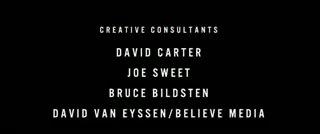 CREATIVE CONSULTANTS
DAVID CARTER
JOE SWEET
BRUCE BILDSTEN
DAVID VAN EYSSEN/BELIEVE MEDIA